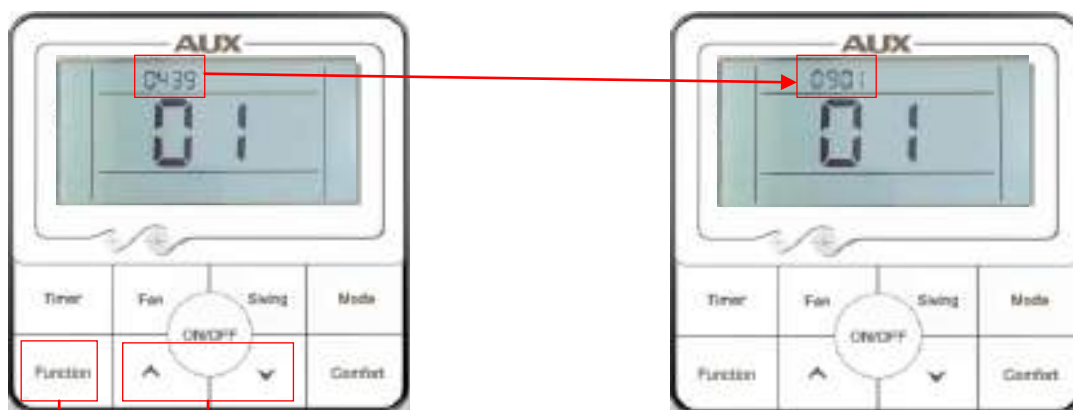 AUX
0439
01
Timer Fan Swing Mode
ON/OFF
Function Comfort
AUX
0901
01
Timer Fan Swing Mode
ON/OFF
Function Comfort